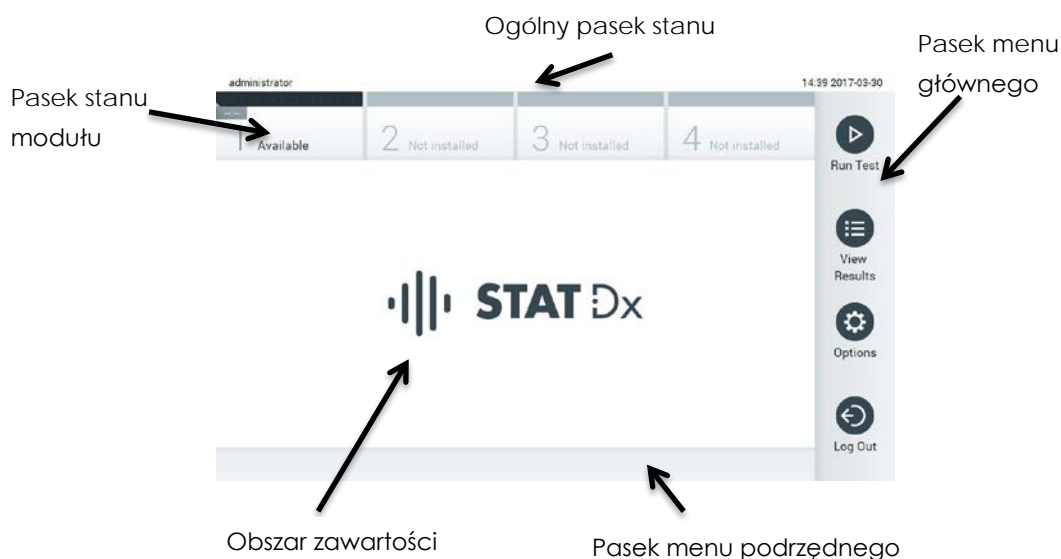 Ogólny pasek stanu
Pasek menu
głównego
Pasek stanu
modułu
administrator
14:39 2017-03-30
1 Available
2 Not installed
3 Not installed
4 Not installed
Run Test
View
Results
Options
Log Out
STAT Dx
Obszar zawartości
Pasek menu podrzędnego